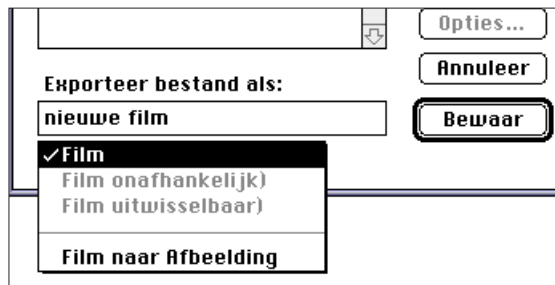 Opties...
Annuleer
Exporteer bestand als:
nieuwe film
Bewaar
✓Film
Film onafhankelijk)
Film uitwisselbaar)
Film naar Afbeelding